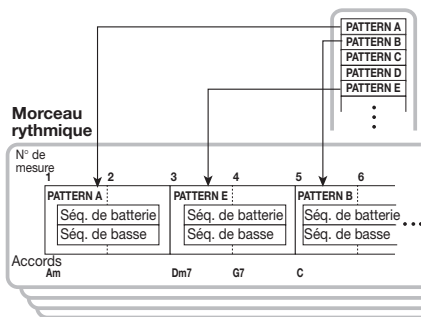 PATTERN A
PATTERN B
PATTERN C
PATTERN D
PATTERN E
Morceau
rythmique
N° de
mesure
1 2 3 4 5 6
PATTERN A PATTERN E PATTERN B
Séq. de batterie Séq. de batterie Séq. de batterie
Séq. de basse Séq. de basse Séq. de basse
Accords
Am Dm7 G7 C